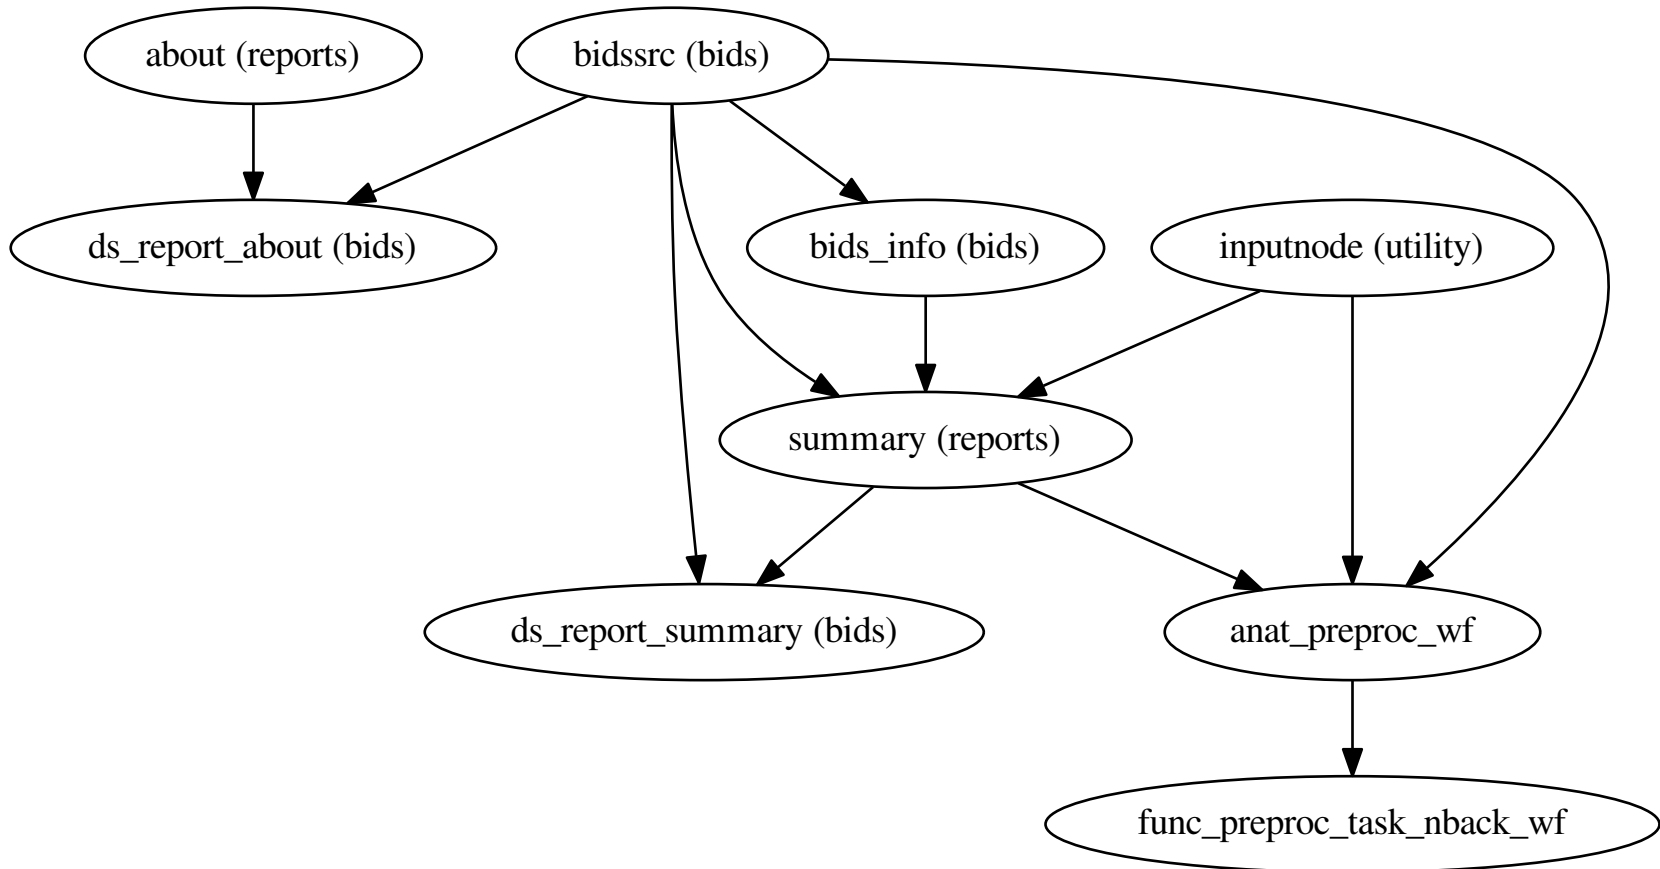 about (reports)
bidssrc (bids)
ds_report_about (bids)
bids_info (bids)
inputnode (utility)
summary (reports)
ds_report_summary (bids)
anat_preproc_wf
func_preproc_task_nback_wf